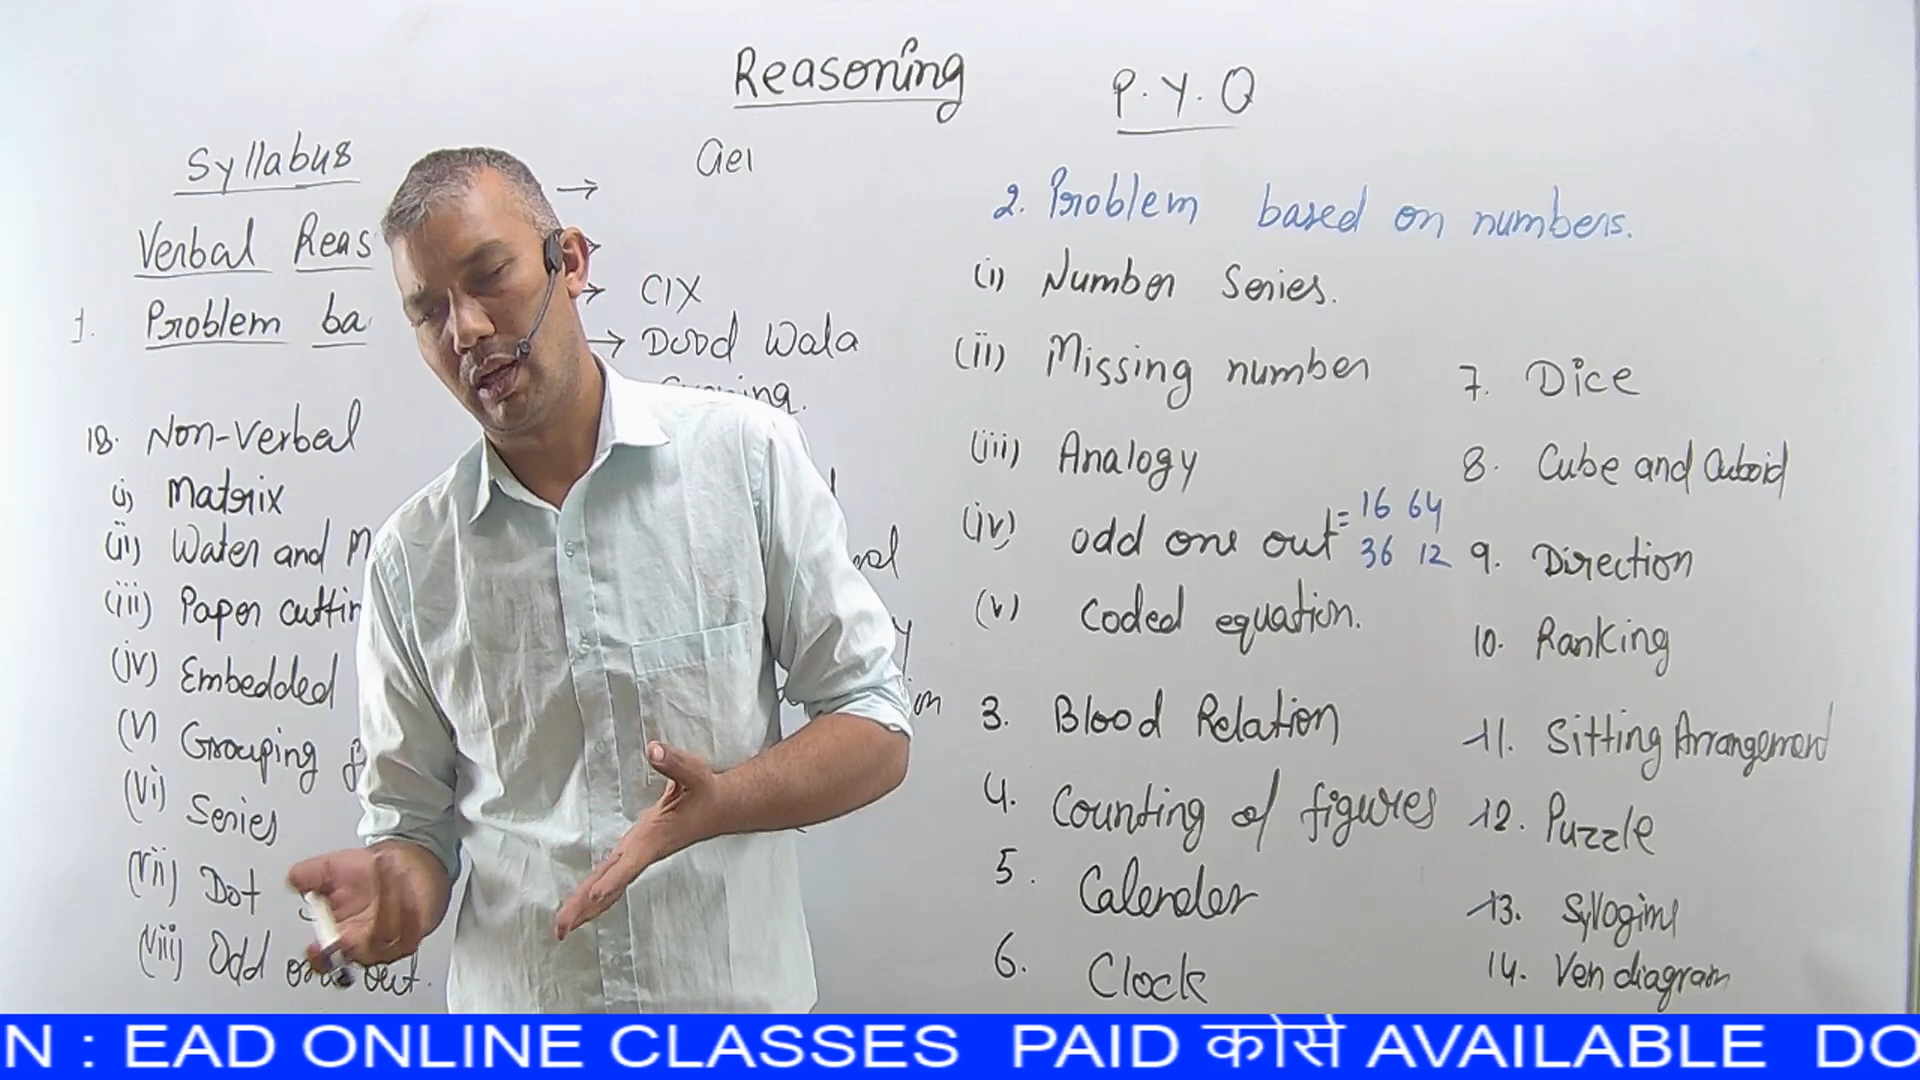 Reasoning
P.Y.Q
Syllabus
Verbal Reas
1. Problem ba
18. Non-Verbal
(i) Matrix
(ii) Water and M
(iii) Paper cuttin
(iv) Embedded
(v) Grouping
(vi) Series
(vii) Dot
(viii) Odd one out.
→ CIX
→ Dood Wala
2. Problem based on numbers.
(i) Number Series.
(ii) Missing number
(iii) Analogy
(iv) odd one out = 16 64
36 12
(v) Coded equation.
3. Blood Relation
4. Counting of figures
5. Calender
6. Clock
7. Dice
8. Cube and Cuboid
9. Direction
10. Ranking
11. Sitting Arrangement
12. Puzzle
13. Syllogims
14. Ven diagram
N : EAD ONLINE CLASSES PAID कोर्स AVAILABLE DO